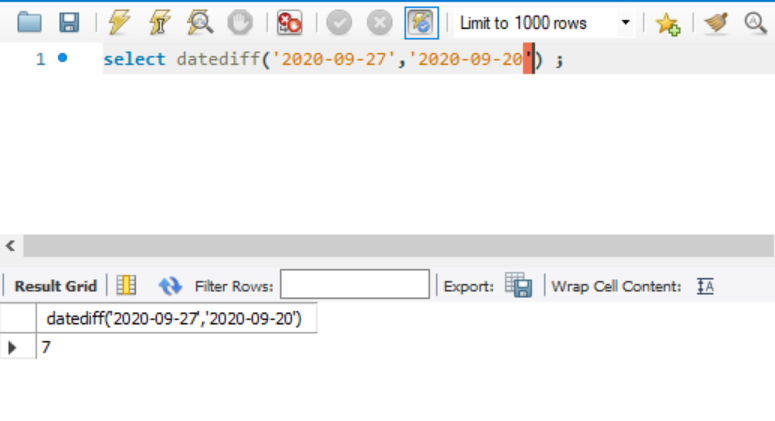 Limit to 1000 rows
1 select datediff('2020-09-27','2020-09-20') ;
Result Grid Filter Rows: Export: Wrap Cell Content: IA
datediff('2020-09-27','2020-09-20')
7